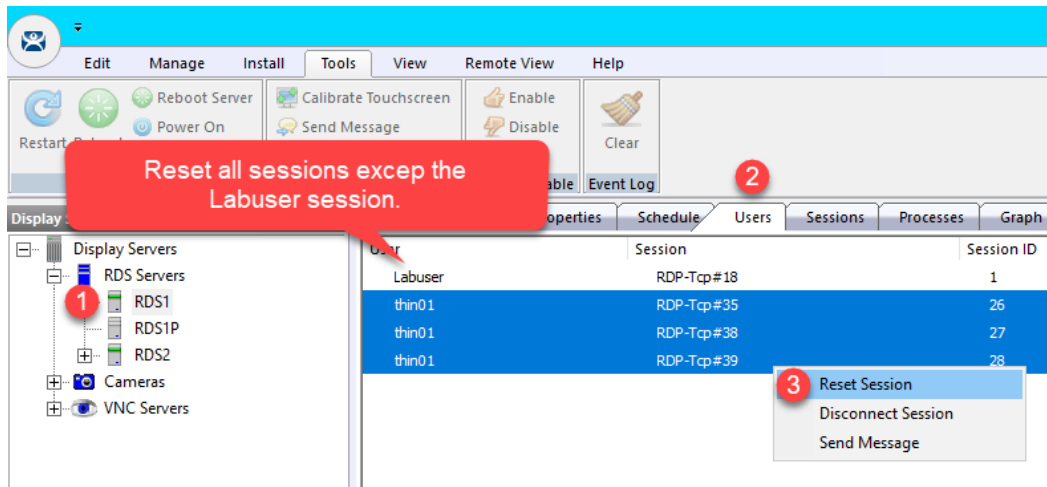 Edit Manage Install Tools View Remote View Help
Reboot Server Calibrate Touchscreen Enable
Power On Send Message Disable
Restart Clear
Reset all sessions excep the
Labuser session.
Event Log
2
Display
Schedule Users Sessions Processes Graph
Display Servers
User Session Session ID
RDS Servers
Labuser RDP-Tcp#18 1
1 RDS1
thin01 RDP-Tcp#35 26
RDS1P
thin01 RDP-Tcp#38 27
RDS2
thin01 RDP-Tcp#39 28
Cameras
3 Reset Session
VNC Servers
Disconnect Session
Send Message